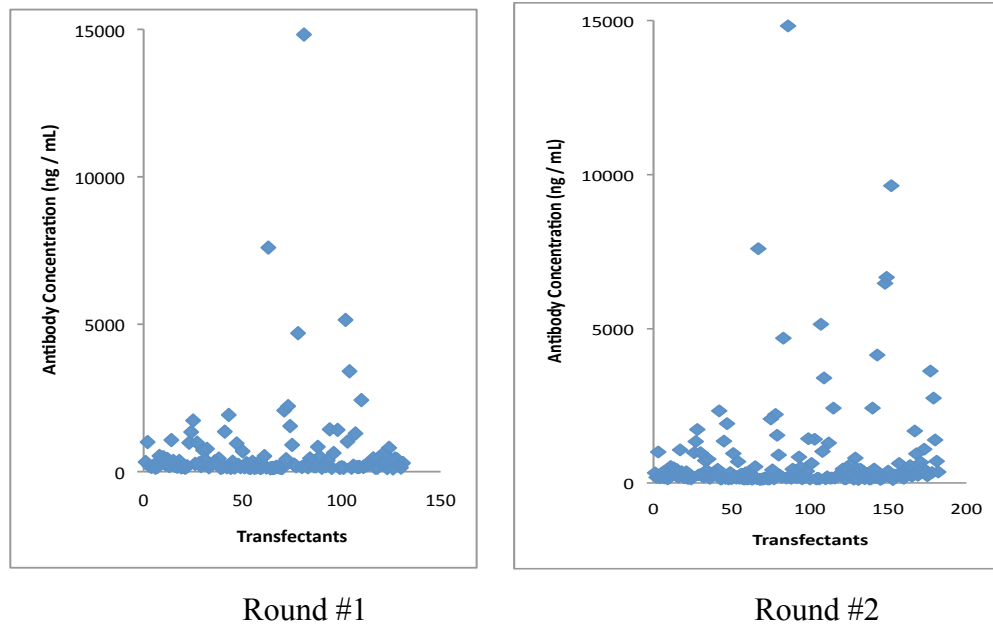 Antibody Concentration (ng / mL)
15000
10000
5000
0
0 50 100 150
Transfectants
Round #1
Antibody Concentration (ng / mL)
15000
10000
5000
0
0 50 100 150 200
Transfectants
Round #2